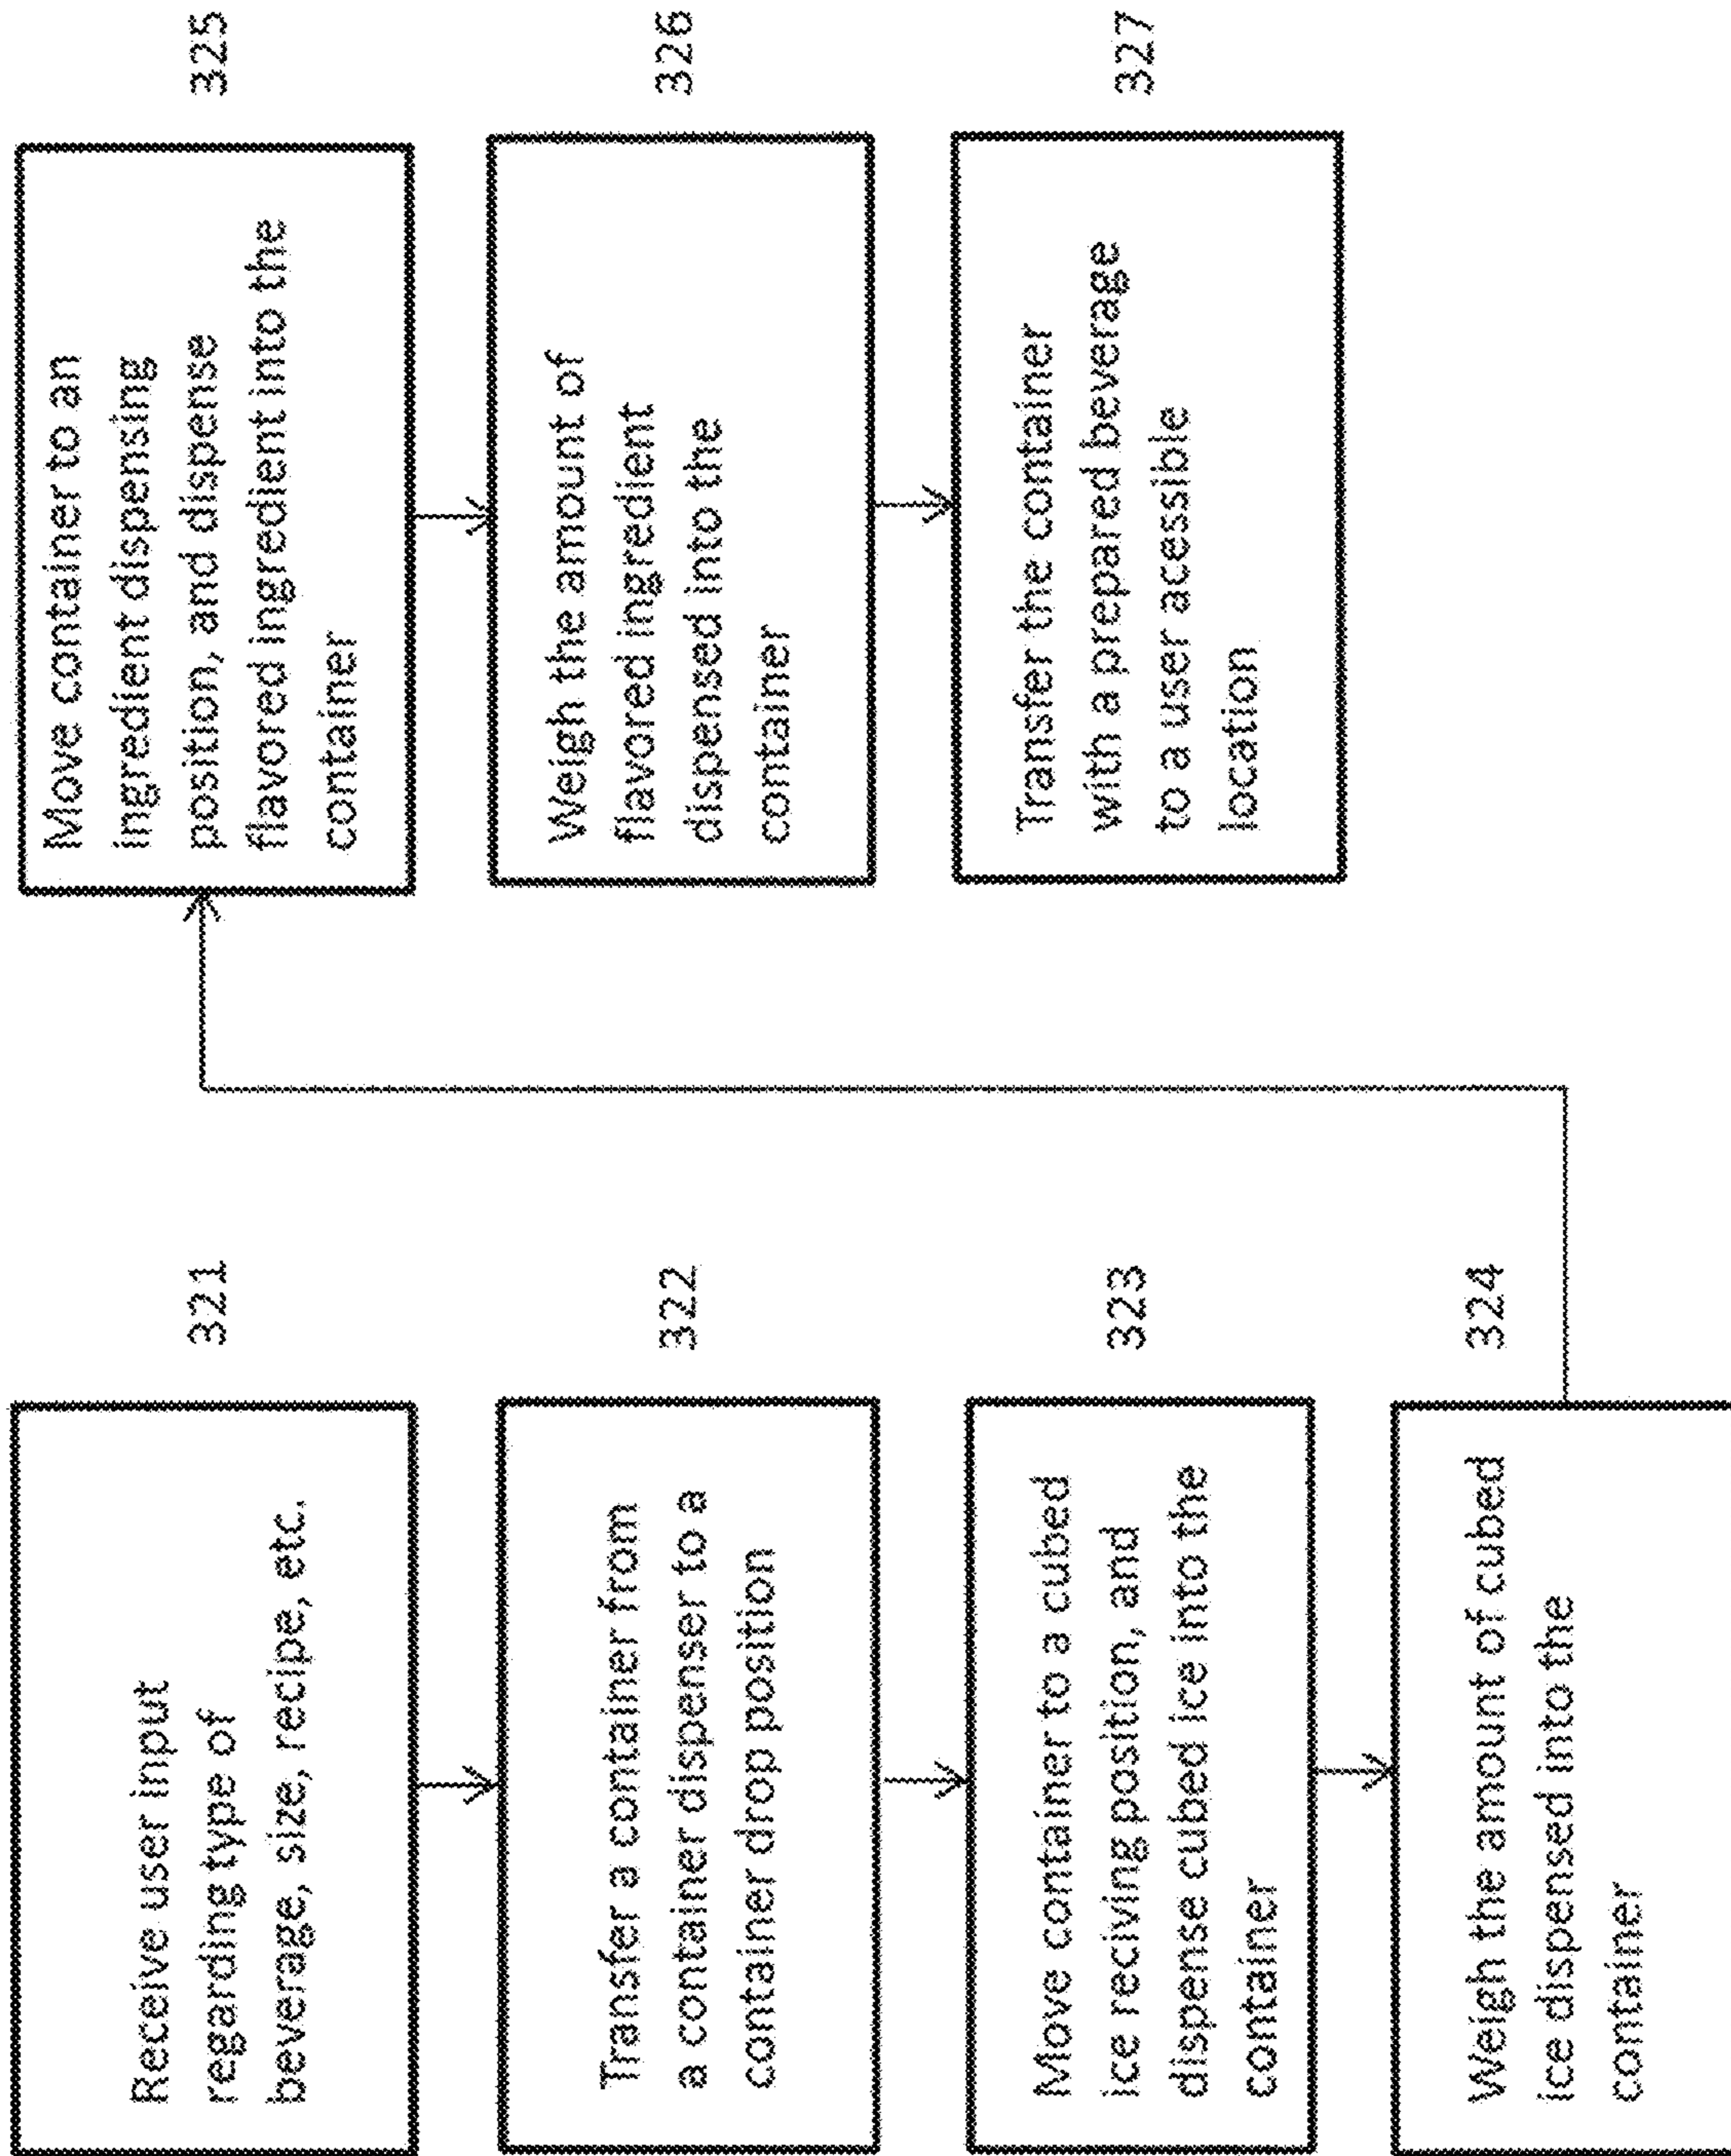 Receive user input
regarding type of
beverage, size, recipe, etc.
321
Transfer a container from
a container dispenser to a
container drop position
322
Move container to a cubed
ice reciving position, and
dispense cubed ice into the
container
323
Weigh the amount of cubed
ice dispensed into the
container
324
Move container to an
ingredient dispensing
position, and dispense
flavored ingredient into the
container
325
Weigh the amount of
flavored ingredient
dispensed into the
container
326
Transfer the container
with a prepared beverage
to a user acessible
location
327